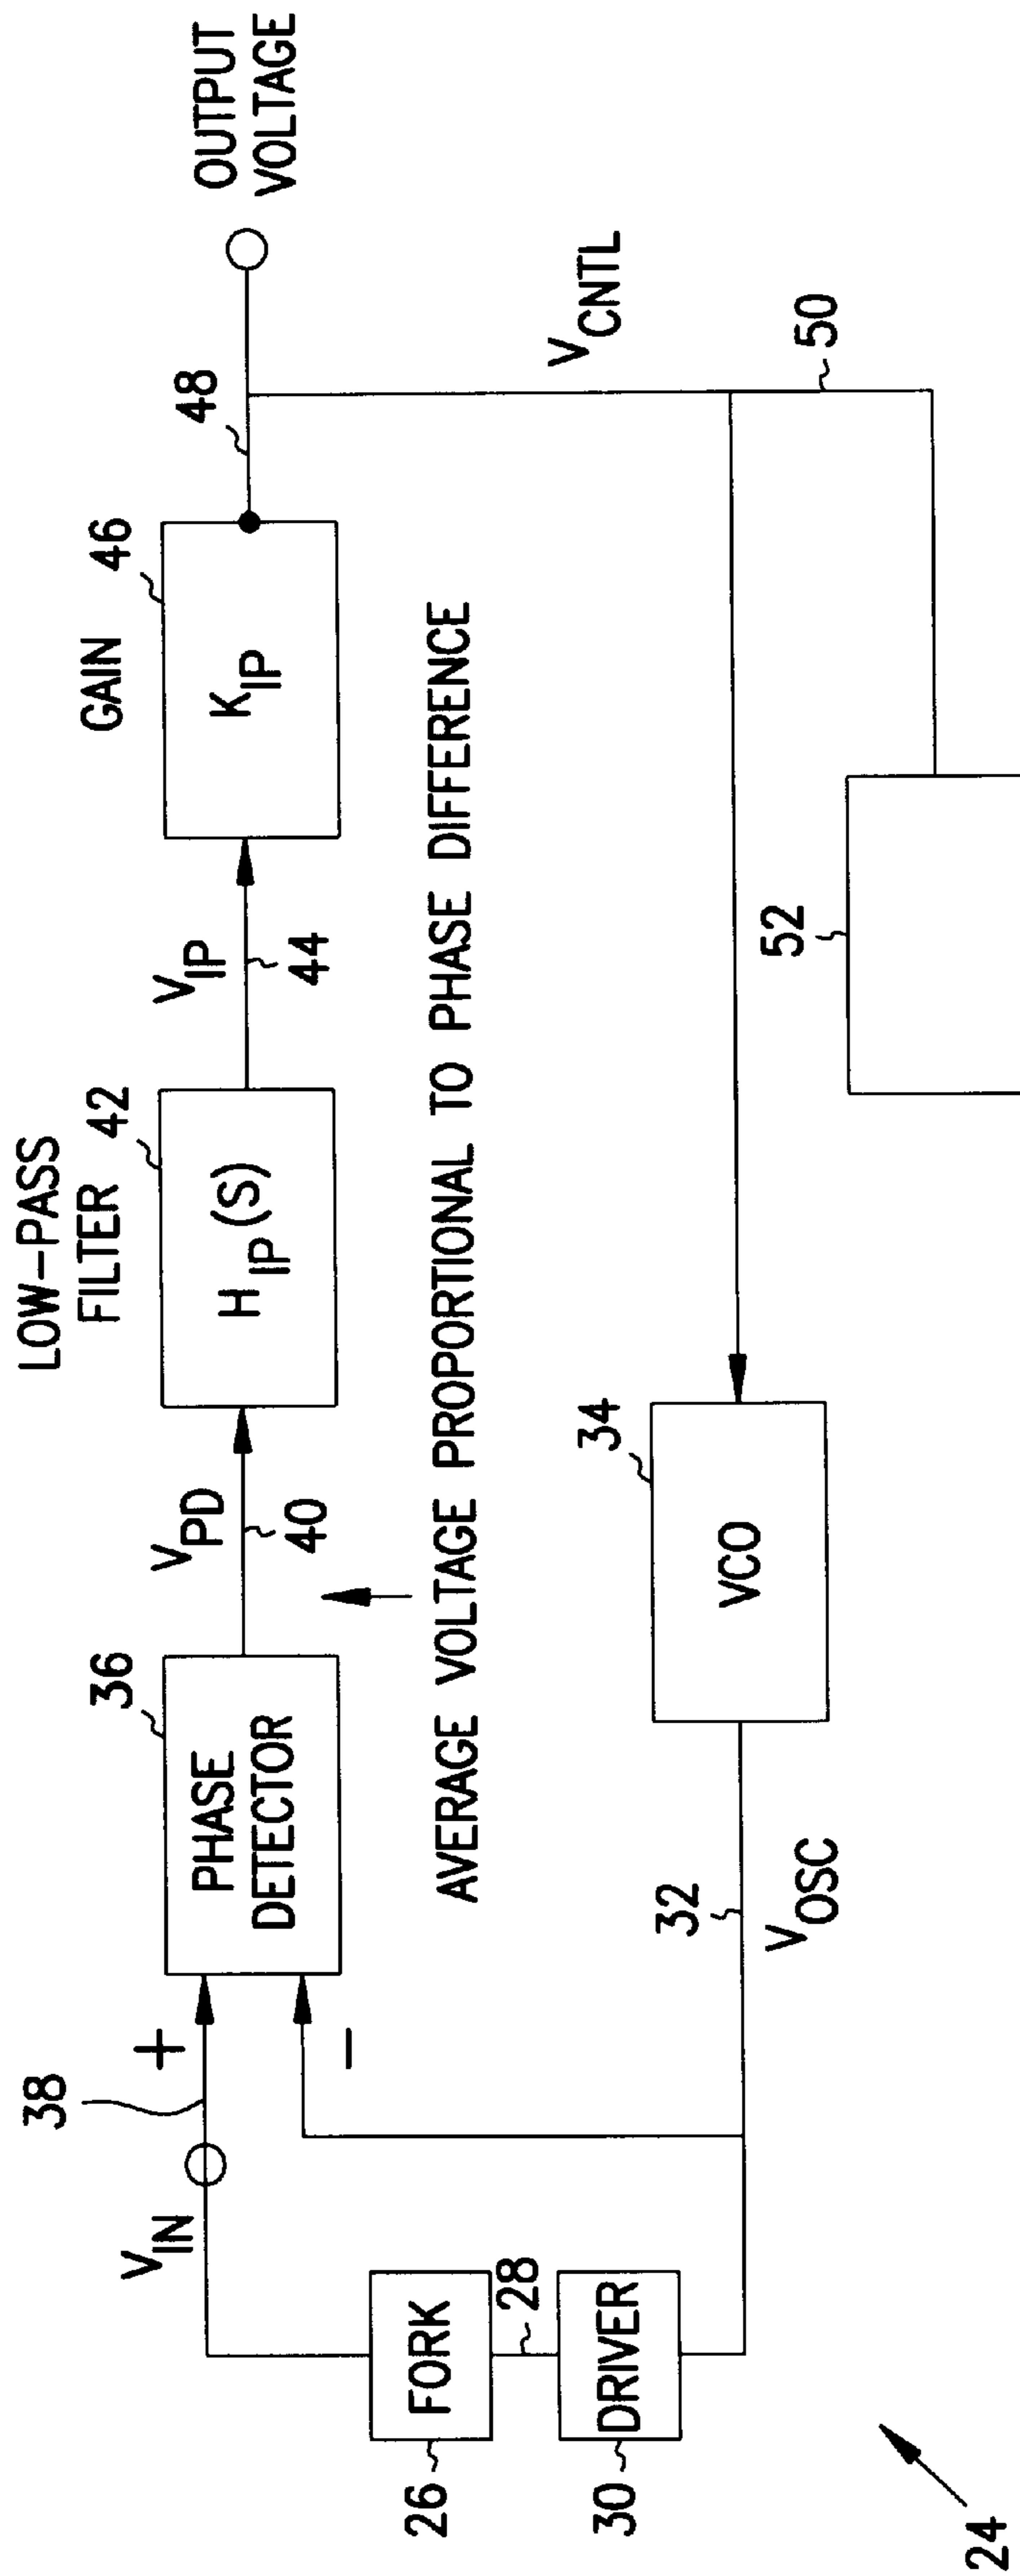 LOW-PASS
FILTER 42
GAIN 46
38
+
36
PHASE
DETECTOR
V_PD
40
H_IP(S)
V_IP
44
K_IP
48
OUTPUT
VOLTAGE
V_IN
−
AVERAGE VOLTAGE PROPORTIONAL TO PHASE DIFFERENCE
V_CNTL
26
FORK
28
30
DRIVER
32
V_OSC
34
VCO
52
50
24